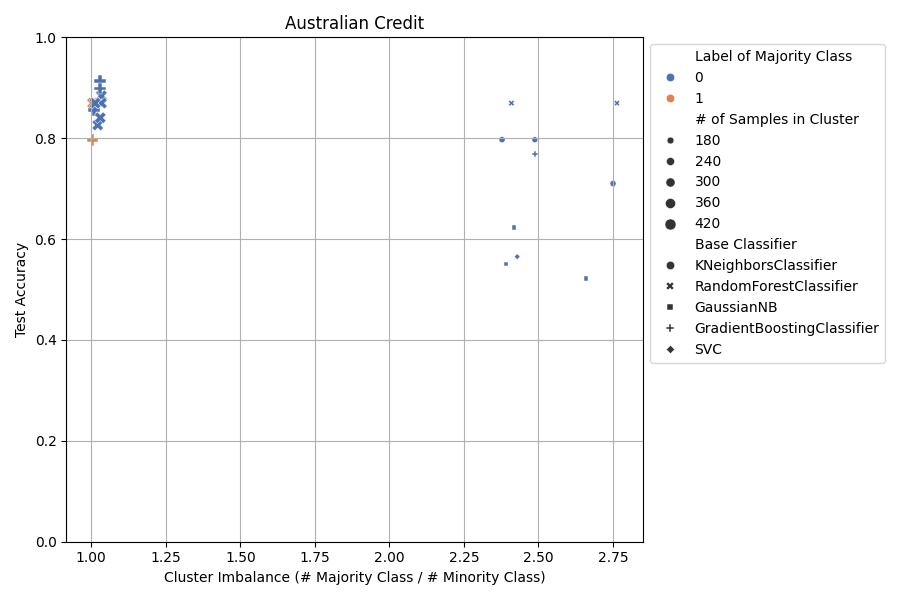 Australian Credit
1.0
0.8
0.6
0.4
0.2
0.0
Test Accuracy
1.00 1.25 1.50 1.75 2.00 2.25 2.50 2.75
Cluster Imbalance (# Majority Class / # Minority Class)
Label of Majority Class
0
1
# of Samples in Cluster
180
240
300
360
420
Base Classifier
KNeighborsClassifier
RandomForestClassifier
GaussianNB
GradientBoostingClassifier
SVC